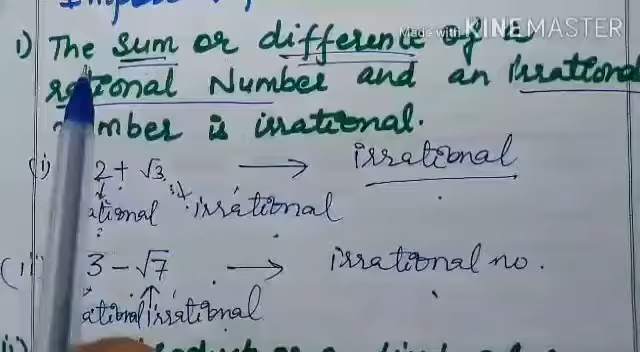 Made with KINEMASTER
1) The sum or difference of a
rational Number and an irrational
number is irrational.
(i) 2 + √3 → irrational
rational irrational
(ii) 3 - √7 → irrational no.
rational irrational